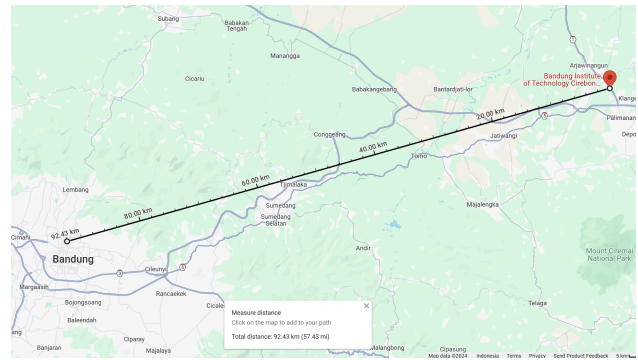 Subang
Babakan-
Tengah
Manangga
Cicariu
Babakangebang
Bantardjati-lor
Arjawinangun
Bandung Institute
of Technology Cirebon...
Klange
Palimanan
Depo
20.00 km
Jatiwangi
Conggeang
40.00 km
Tomo
60.00 km
Tjimalaka
Lembang
80.00 km
Sumedang
Sumedang
Selatan
Majalengka
92.43 km
Cimahi
Bandung
Andir
Mount Ciremai
National Park
Cileunyi
3
Margaasih
Rancaekek
Bojongsoang
Cicale
Telaga
Baleendah
Measure distance
Click on the map to add to your path
Total distance: 92.43 km (57.43 mi)
ang
Banjaran
Ciparay
Majalaya
Malangbong
Cipasung
Map data ©2024 Indonesia Terms Privacy Send Product Feedback 5 km